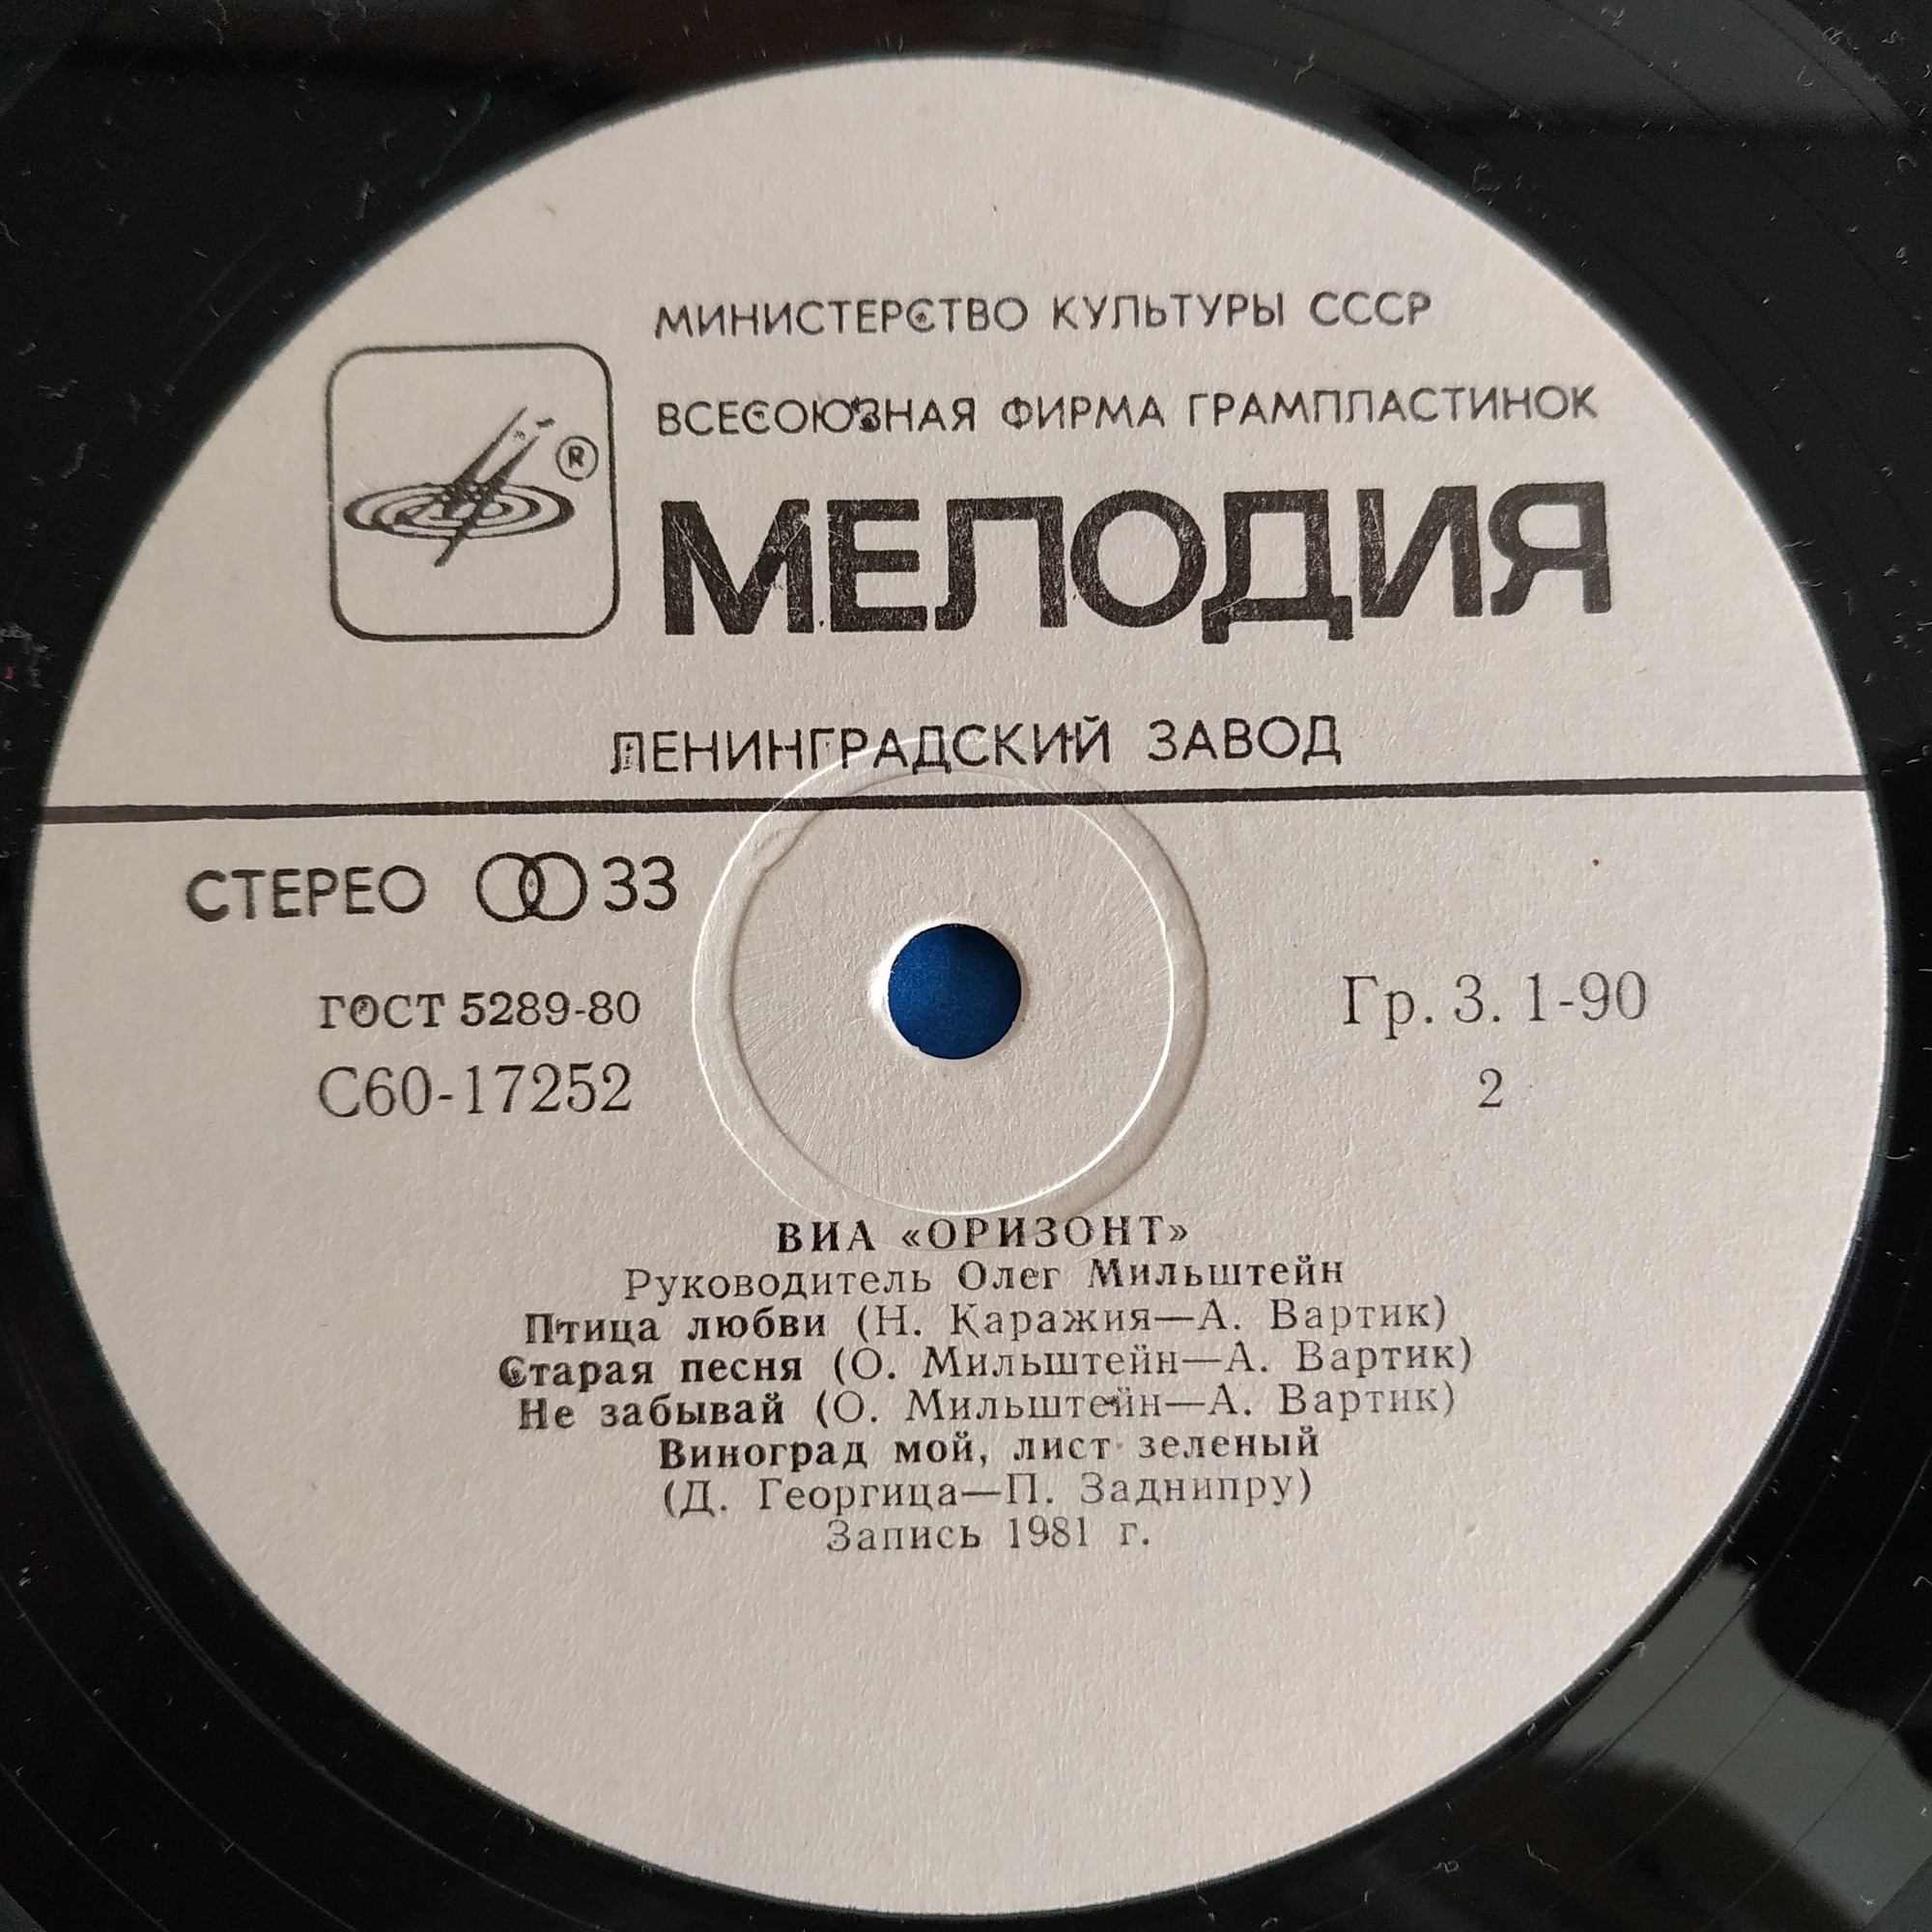 МИНИСТЕРСТВО КУЛЬТУРЫ СССР
ВСЕСОЮЗНАЯ ФИРМА ГРАМПЛАСТИНОК
®
МЕЛОДИЯ
ЛЕНИНГРАДСКИЙ ЗАВОД
СТЕРЕО 33
ГОСТ 5289-80
Гр. 3. 1-90
С60-17252
2
ВИА «ОРИЗОНТ»
Руководитель Олег Мильштейн
Птица любви (Н. Каражия—А. Вартик)
Старая песня (О. Мильштейн—А. Вартик)
Не забывай (О. Мильштейн—А. Вартик)
Виноград мой, лист зеленый
(Д. Георгица—П. Заднипру)
Запись 1981 г.